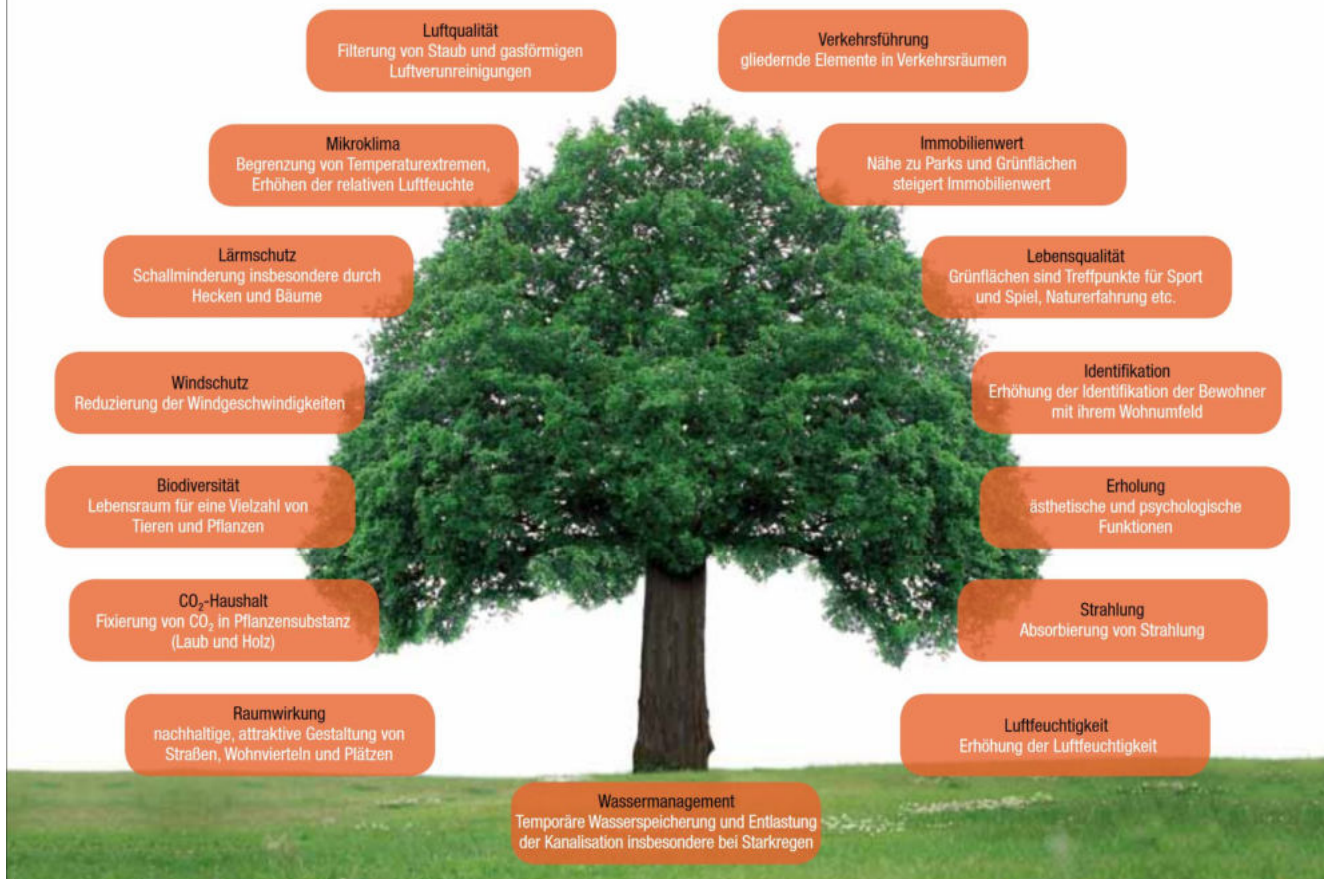 Luftqualität
Filterung von Staub und gasförmigen
Luftverunreinigungen
Verkehrsführung
gliedernde Elemente in Verkehrsräumen
Mikroklima
Begrenzung von Temperaturextremen,
Erhöhen der relativen Luftfeuchte
Immobilienwert
Nähe zu Parks und Grünflächen
steigert Immobilienwert
Lärmschutz
Schallminderung insbesondere durch
Hecken und Bäume
Lebensqualität
Grünflächen sind Treffpunkte für Sport
und Spiel, Naturerfahrung etc.
Windschutz
Reduzierung der Windgeschwindigkeiten
Identifikation
Erhöhung der Identifikation der Bewohner
mit ihrem Wohnumfeld
Biodiversität
Lebensraum für eine Vielzahl von
Tieren und Pflanzen
Erholung
ästhetische und psychologische
Funktionen
CO₂-Haushalt
Fixierung von CO₂ in Pflanzensubstanz
(Laub und Holz)
Strahlung
Absorbierung von Strahlung
Raumwirkung
nachhaltige, attraktive Gestaltung von
Straßen, Wohnvierteln und Plätzen
Luftfeuchtigkeit
Erhöhung der Luftfeuchtigkeit
Wassermanagement
Temporäre Wasserspeicherung und Entlastung
der Kanalisation insbesondere bei Starkregen